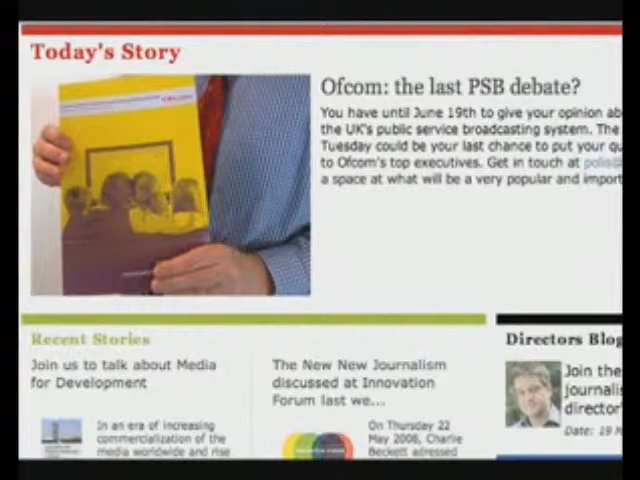 Today's Story
Ofcom: the last PSB debate?
You have until June 19th to give your opinion ab
the UK's public service broadcasting system. The
Tuesday could be your last chance to put your qu
to Ofcom's top executives. Get in touch at polis@
a space at what will be a very popular and import
Recent Stories
Join us to talk about Media
for Development
In an era of increasing
commercialization of the
media worldwide and rise
The New New Journalism
discussed at Innovation
Forum last we...
On Thursday 22
May 2008, Charlie
Beckett adressed
Directors Blog
Join the
journalis
director'
Date: 19 M